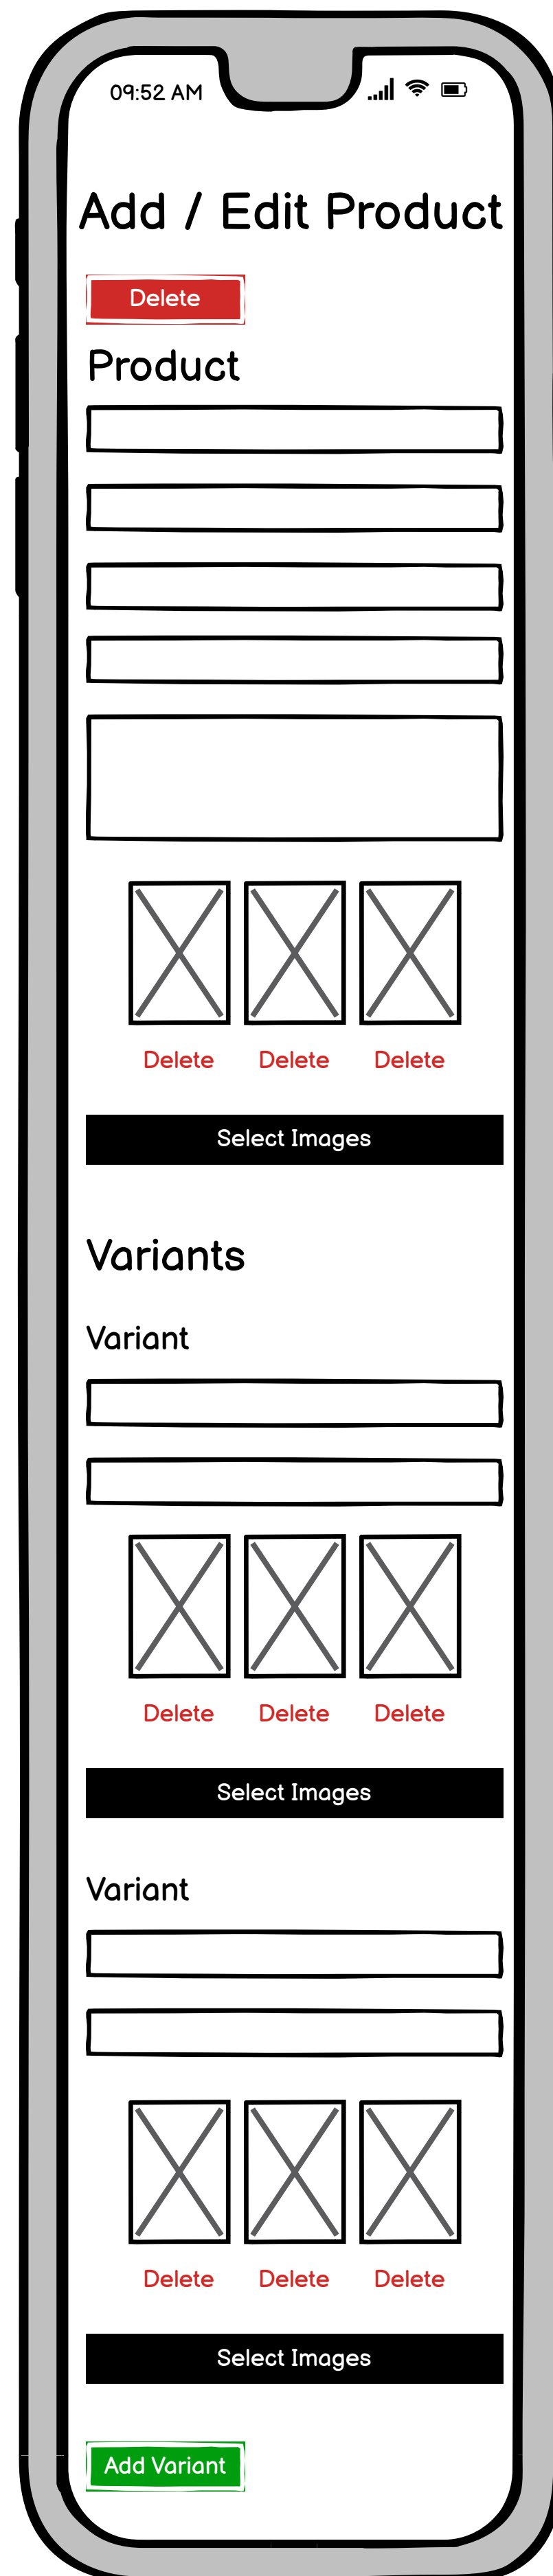 09:52 AM
Add / Edit Product
Delete
Product
Delete Delete Delete
Select Images
Variants
Variant
Delete Delete Delete
Select Images
Variant
Delete Delete Delete
Select Images
Add Variant